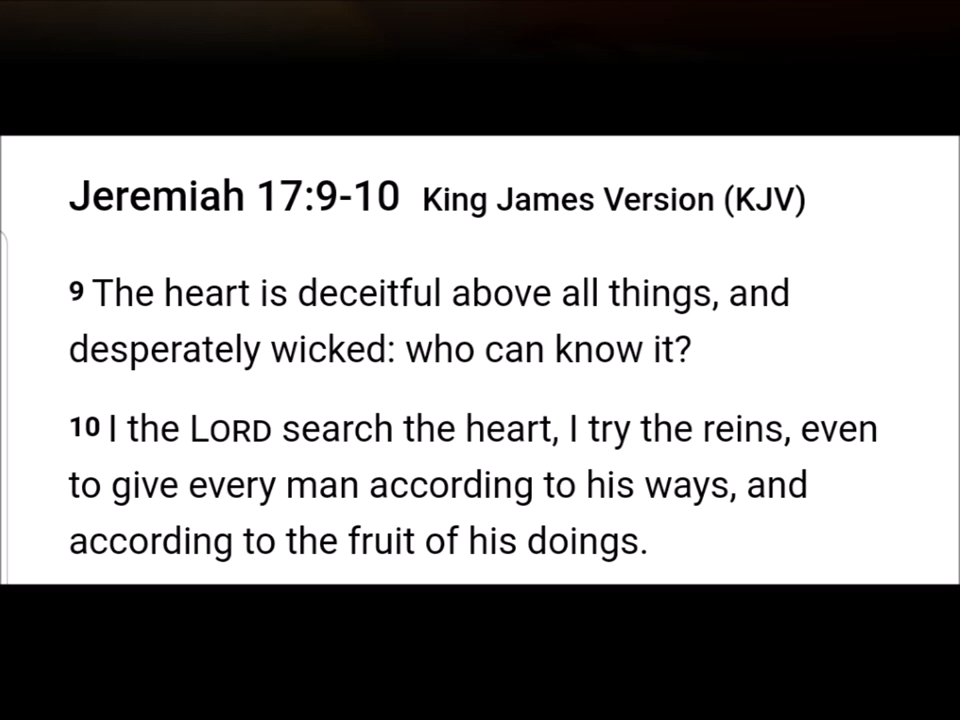 Jeremiah 17:9-10 King James Version (KJV)
9 The heart is deceitful above all things, and
desperately wicked: who can know it?
10 I the LORD search the heart, I try the reins, even
to give every man according to his ways, and
according to the fruit of his doings.